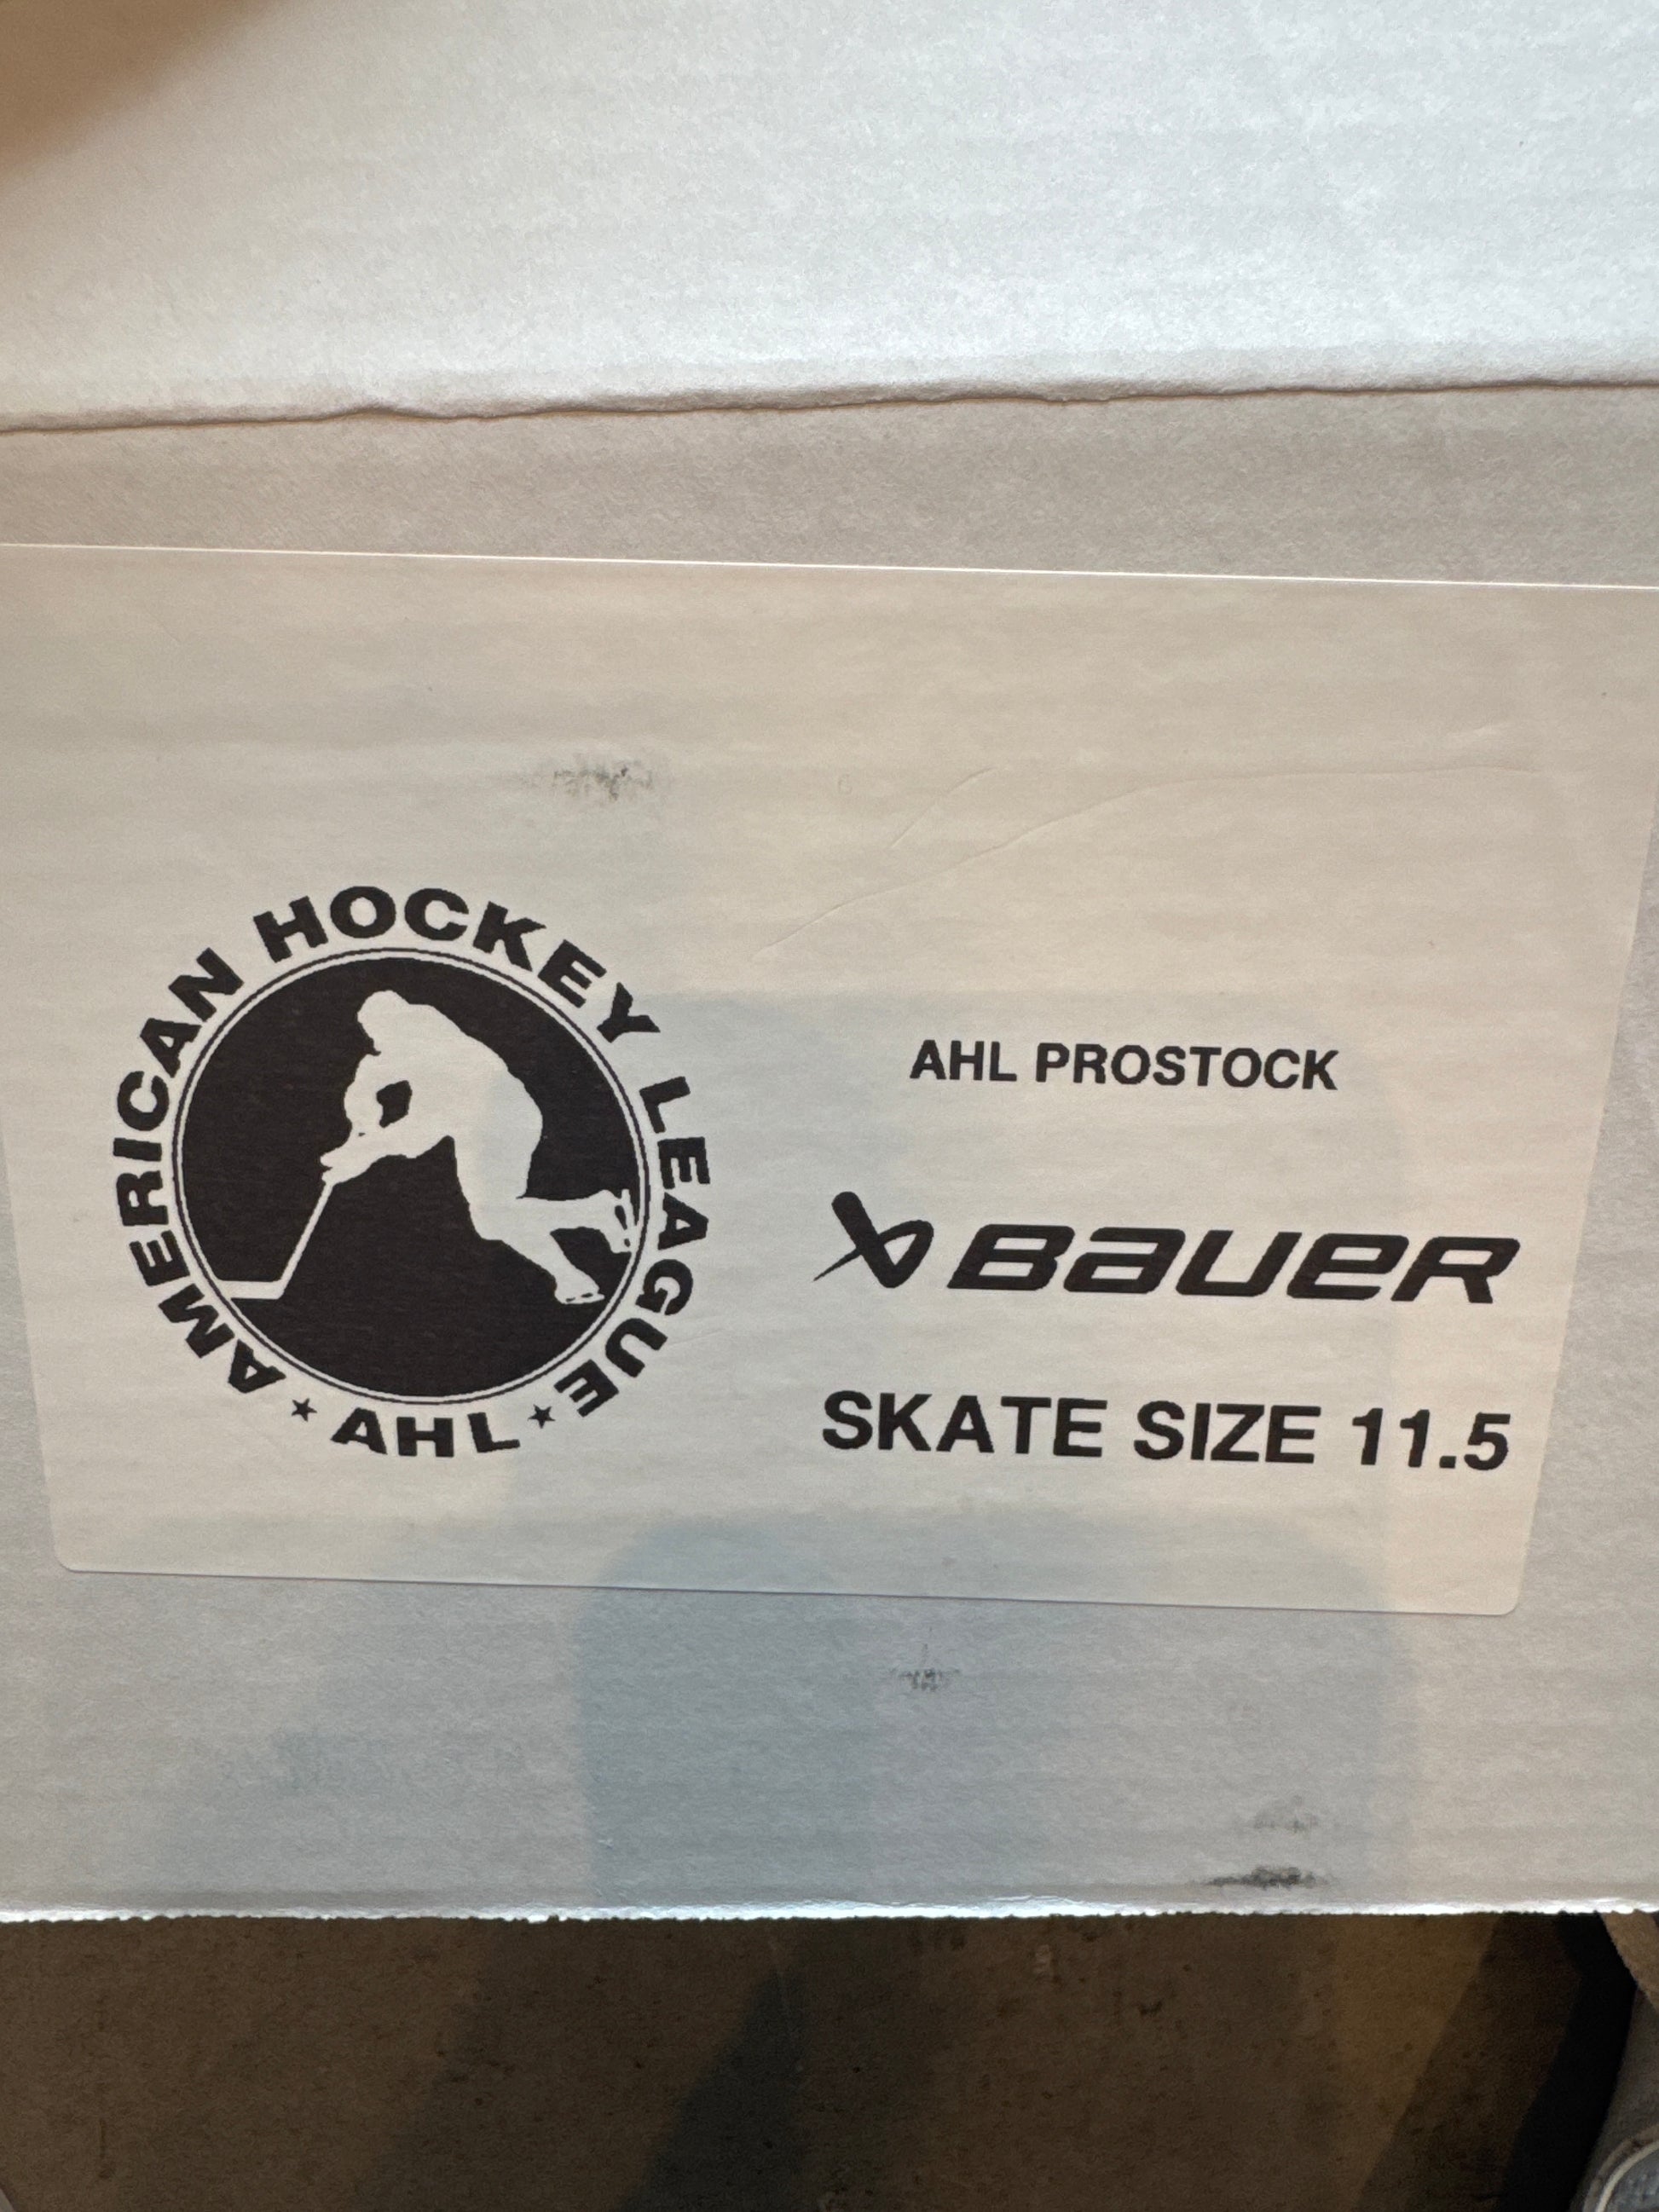 AMERICAN HOCKEY LEAGUE
★ AHL ★
AHL PROSTOCK
BAUER
SKATE SIZE 11.5